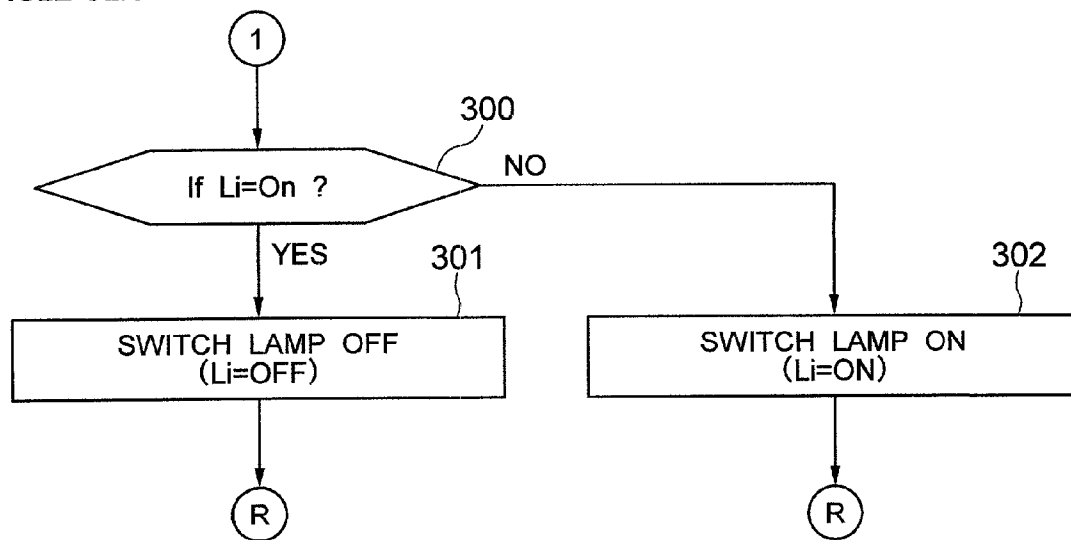 1
300
If Li=On ?
NO
YES
301
302
SWITCH LAMP OFF
(Li=OFF)
SWITCH LAMP ON
(Li=ON)
R
R